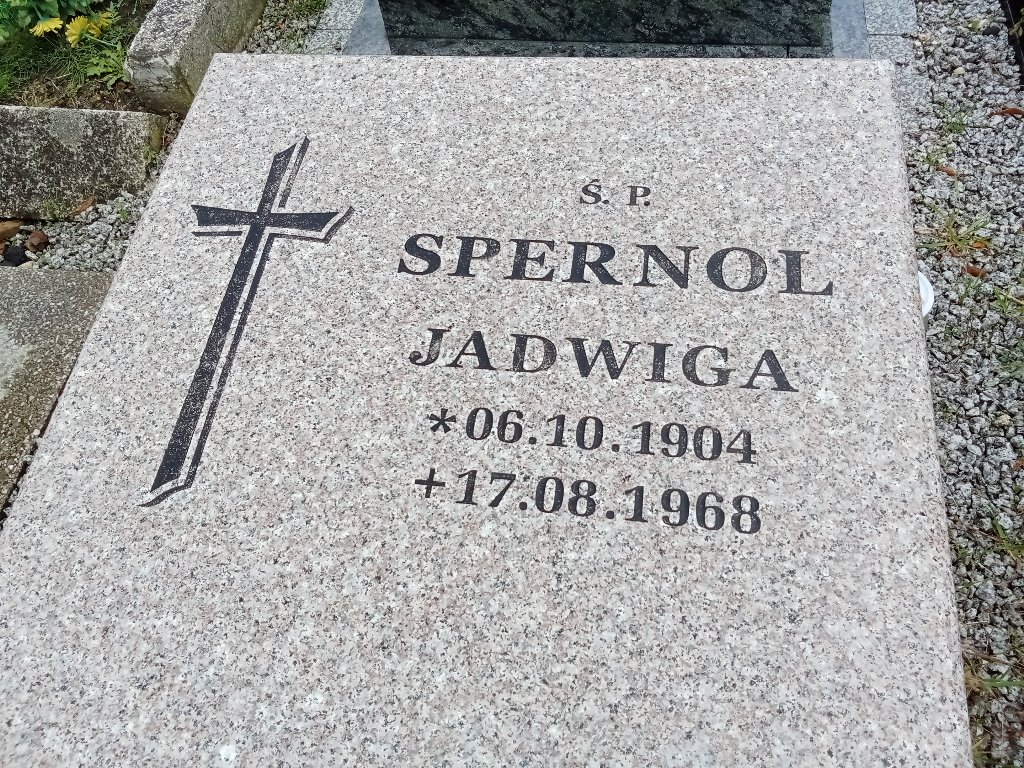 Ś. P.
SPERNOL
JADWIGA
*06.10.1904
+17.08.1968